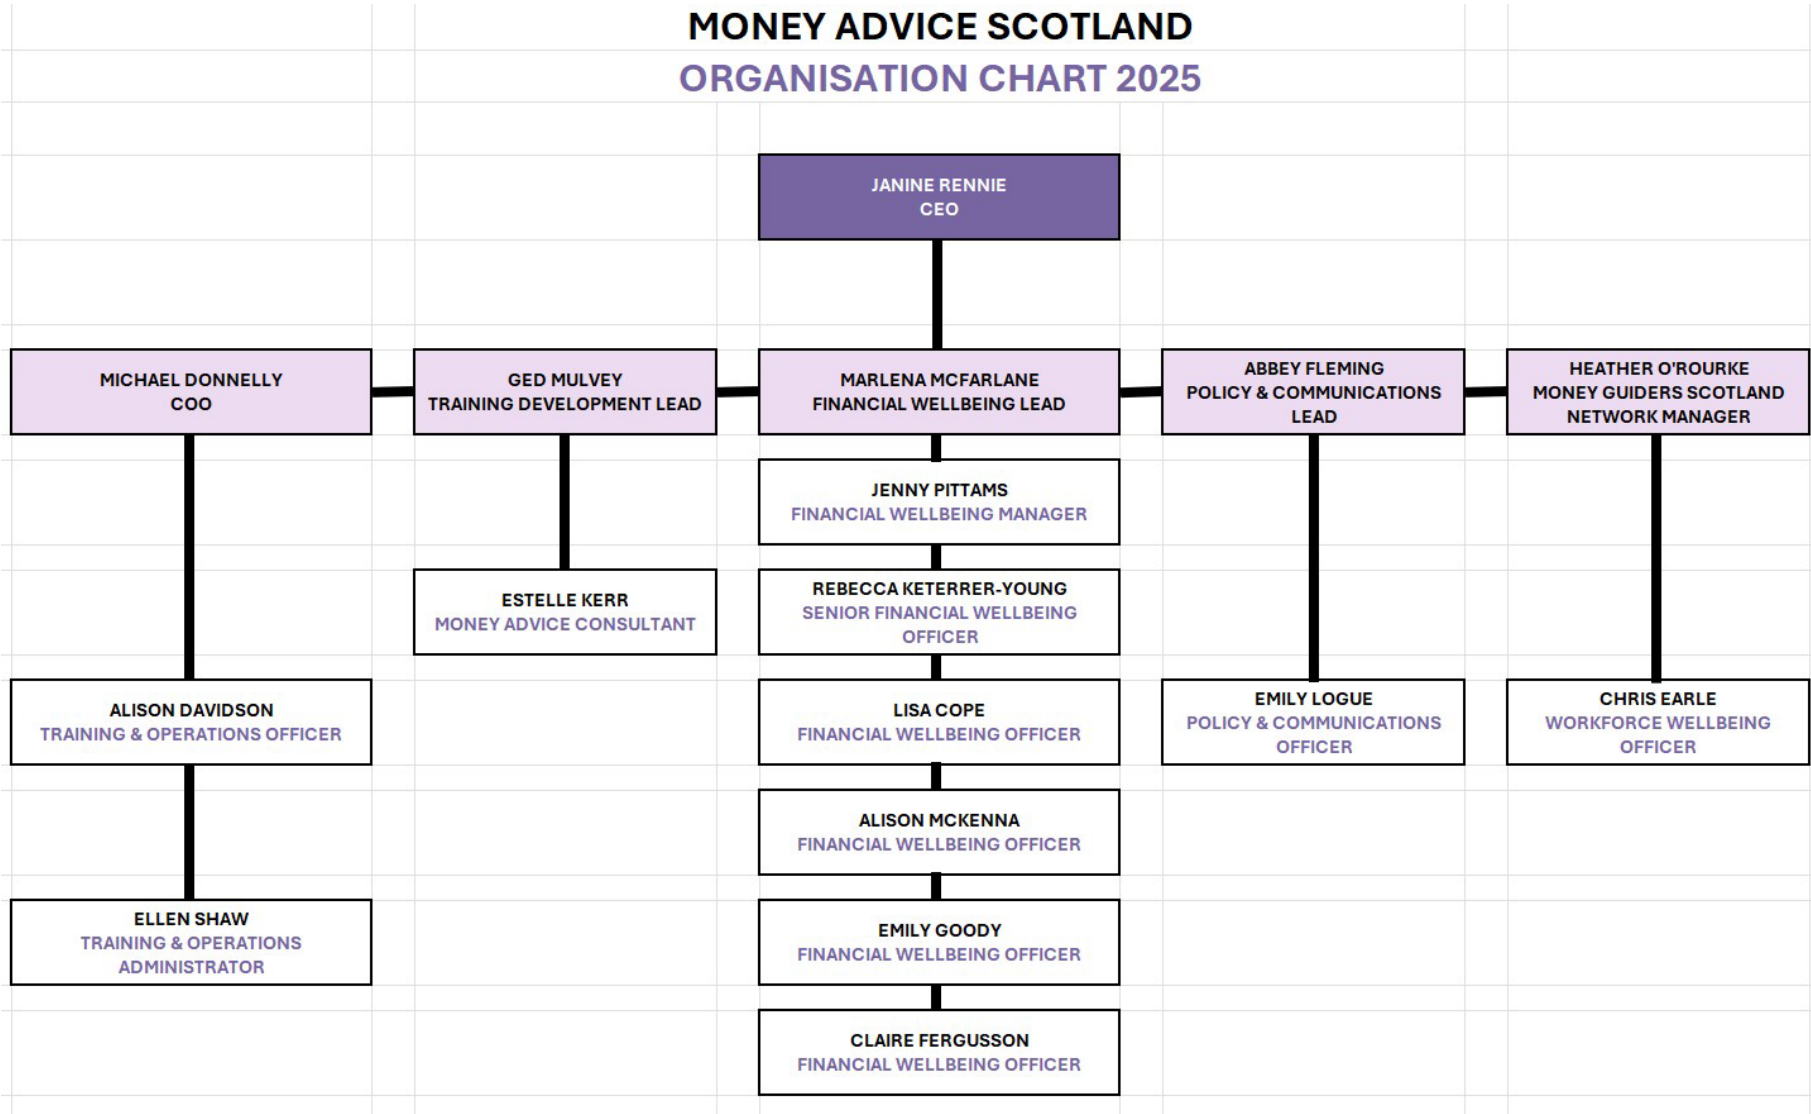 MONEY ADVICE SCOTLAND
ORGANISATION CHART 2025
JANINE RENNIE
CEO
MICHAEL DONNELLY
COO
GED MULVEY
TRAINING DEVELOPMENT LEAD
MARLENA MCFARLANE
FINANCIAL WELLBEING LEAD
ABBEY FLEMING
POLICY & COMMUNICATIONS
LEAD
HEATHER O'ROURKE
MONEY GUIDERS SCOTLAND
NETWORK MANAGER
JENNY PITTAMS
FINANCIAL WELLBEING MANAGER
ESTELLE KERR
MONEY ADVICE CONSULTANT
REBECCA KETERRER-YOUNG
SENIOR FINANCIAL WELLBEING
OFFICER
ALISON DAVIDSON
TRAINING & OPERATIONS OFFICER
LISA COPE
FINANCIAL WELLBEING OFFICER
EMILY LOGUE
POLICY & COMMUNICATIONS
OFFICER
CHRIS EARLE
WORKFORCE WELLBEING
OFFICER
ALISON MCKENNA
FINANCIAL WELLBEING OFFICER
ELLEN SHAW
TRAINING & OPERATIONS
ADMINISTRATOR
EMILY GOODY
FINANCIAL WELLBEING OFFICER
CLAIRE FERGUSSON
FINANCIAL WELLBEING OFFICER